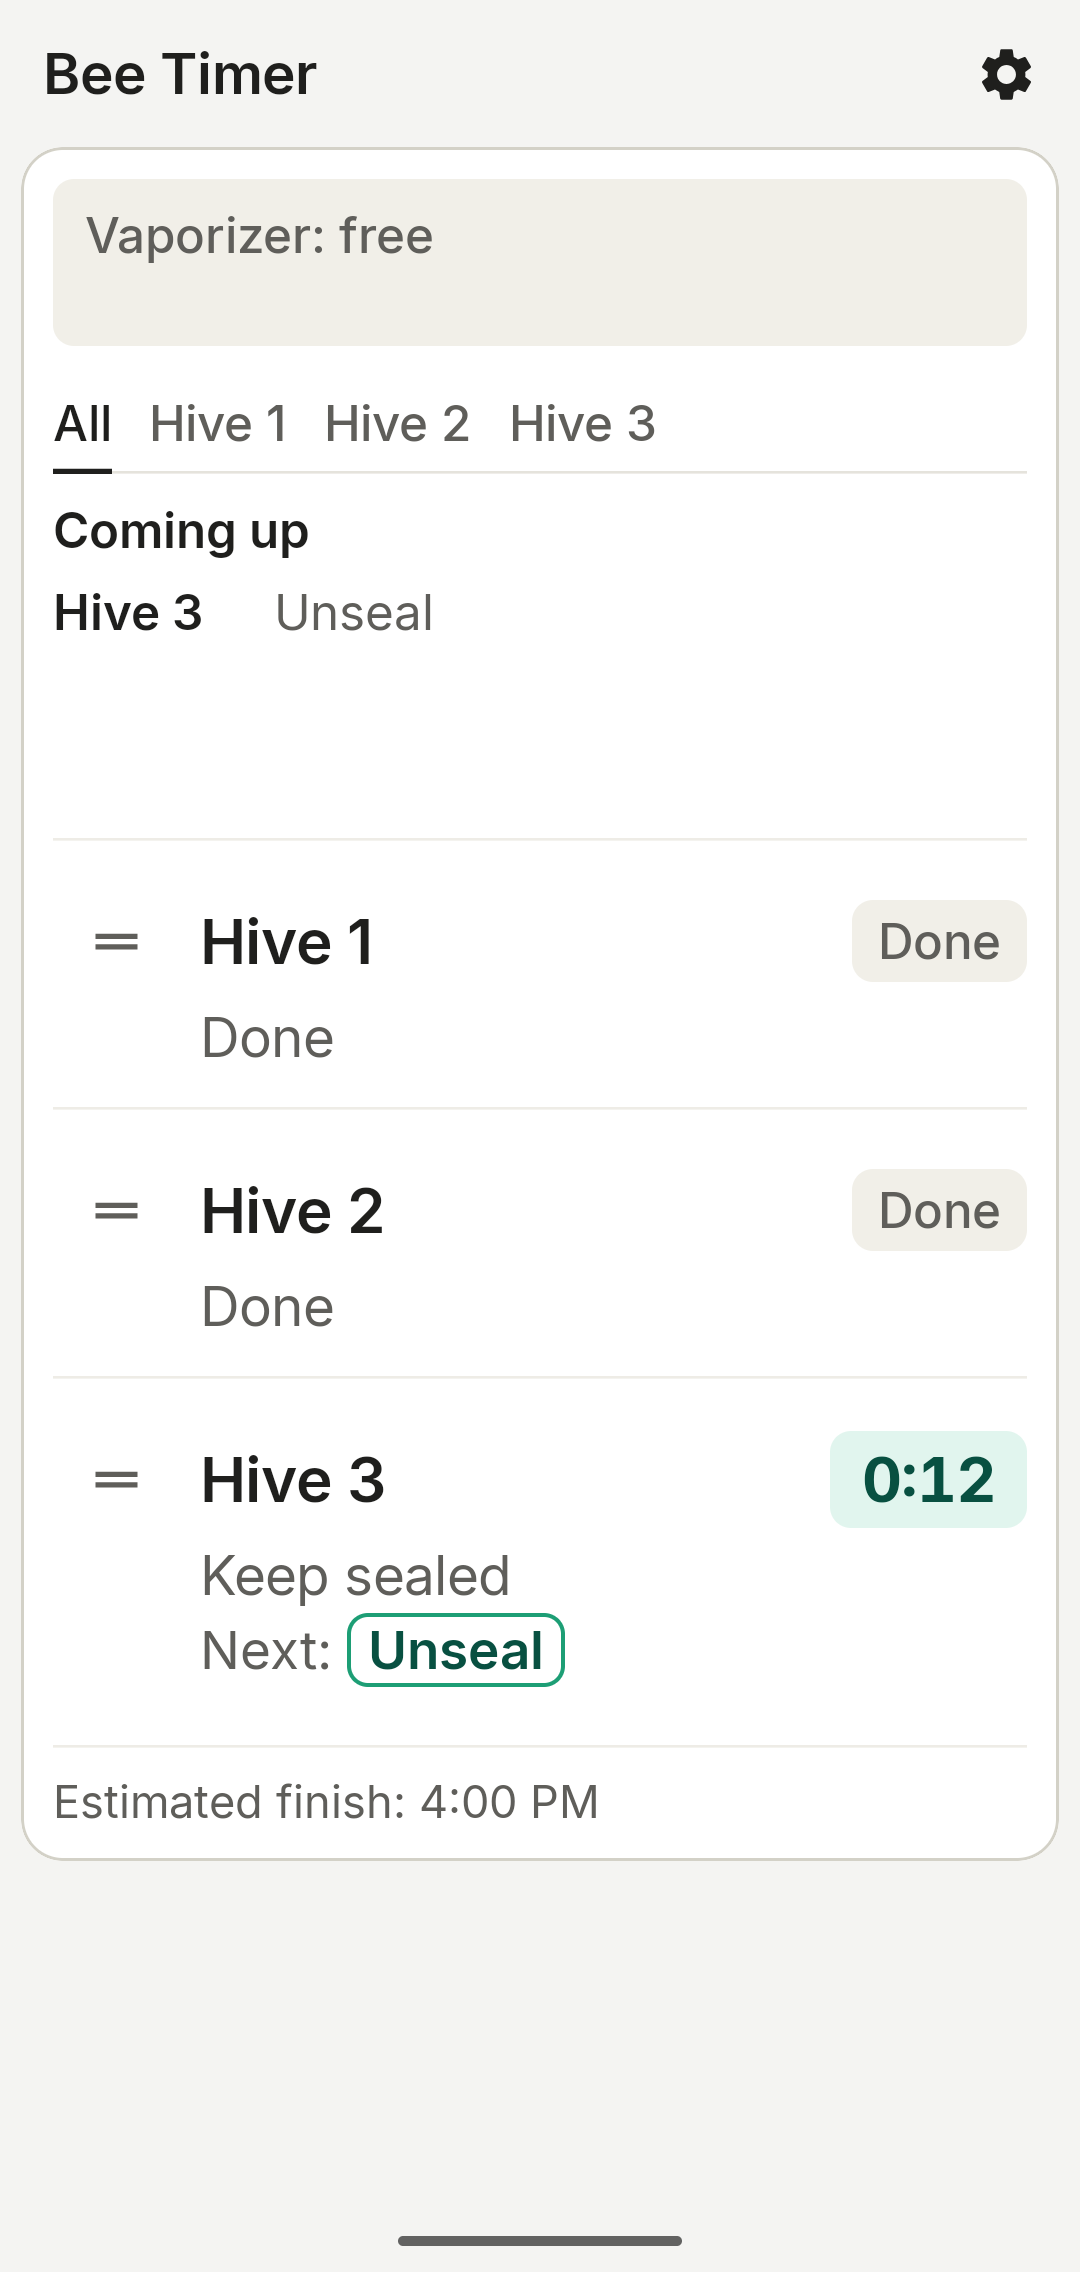 Bee Timer
Vaporizer: free
All Hive 1 Hive 2 Hive 3
Coming up
Hive 3 Unseal
Hive 1 Done
Done
Hive 2 Done
Done
Hive 3 0:12
Keep sealed
Next: Unseal
Estimated finish: 4:00 PM